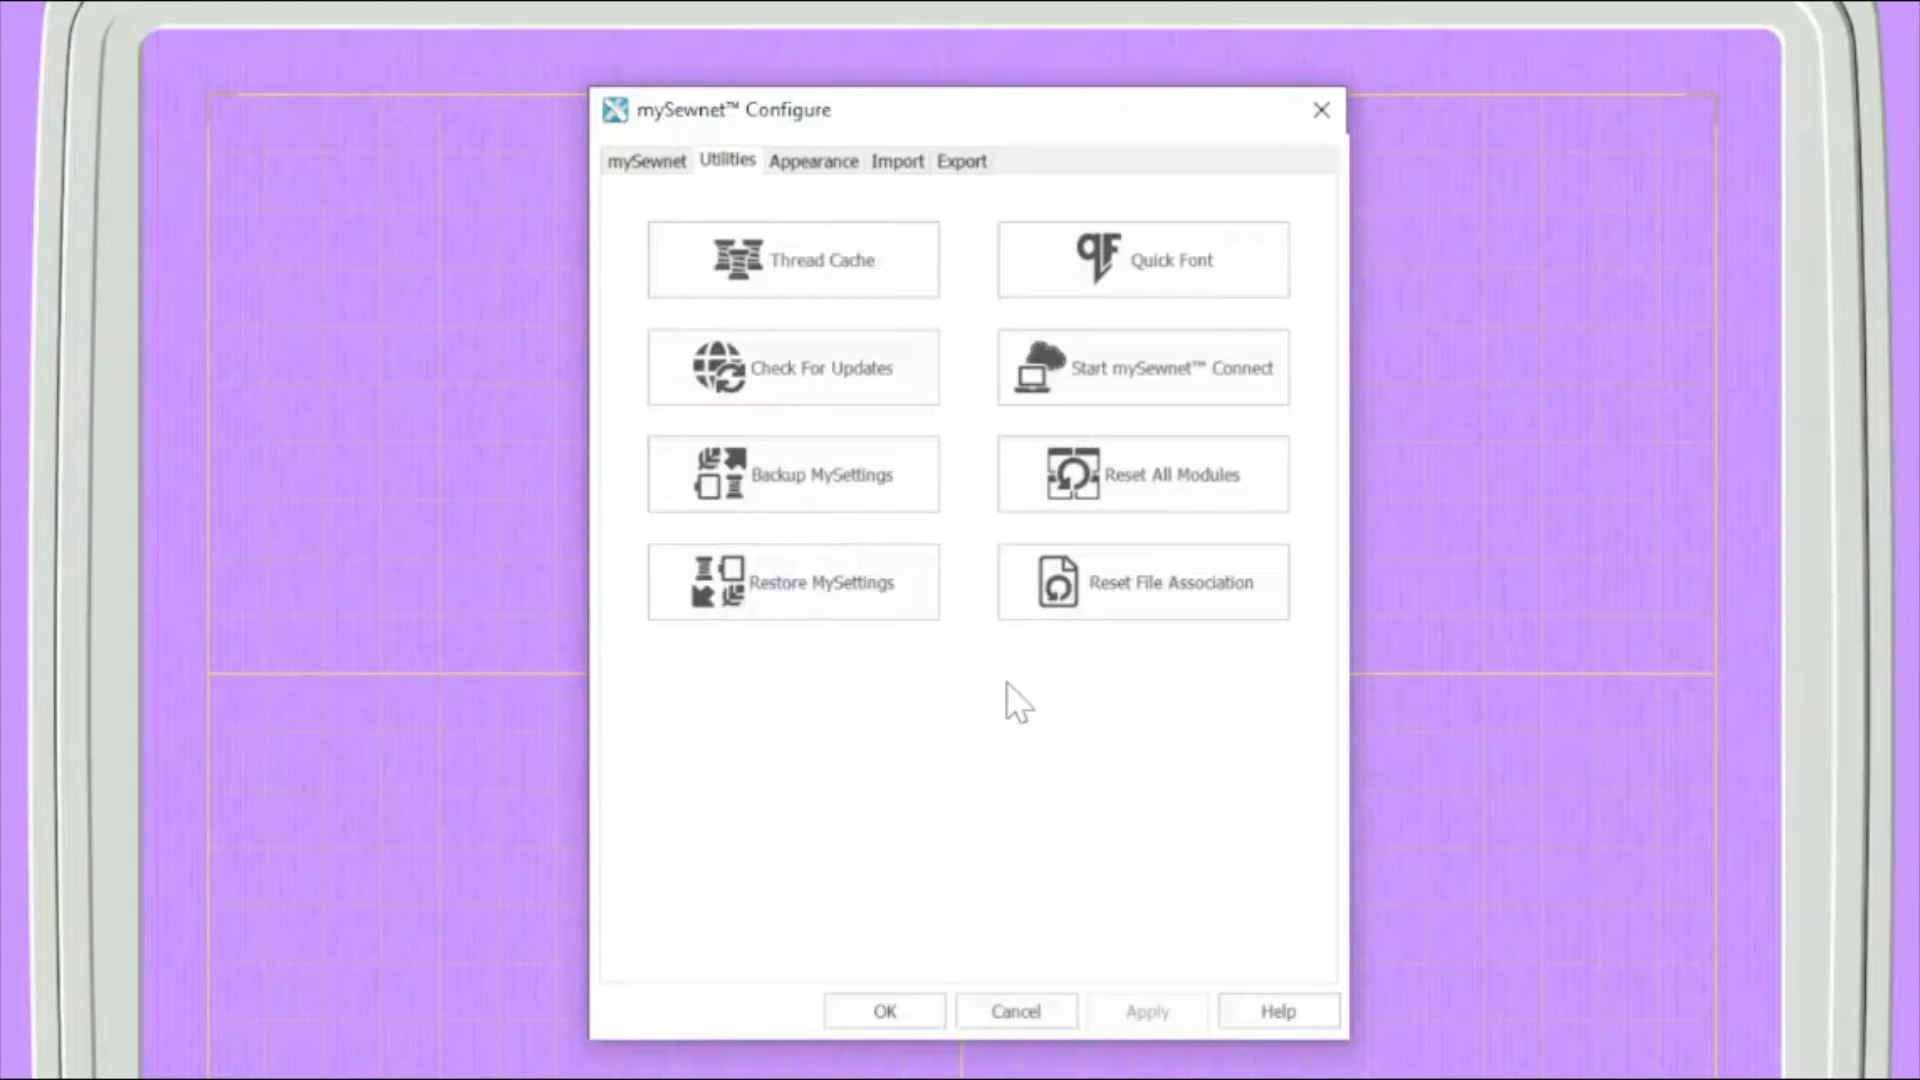 mySewnet™ Configure
mySewnet Utilities Appearance Import Export
Thread Cache
Quick Font
Check For Updates
Start mySewnet™ Connect
Backup MySettings
Reset All Modules
Restore MySettings
Reset File Association
OK Cancel Apply Help